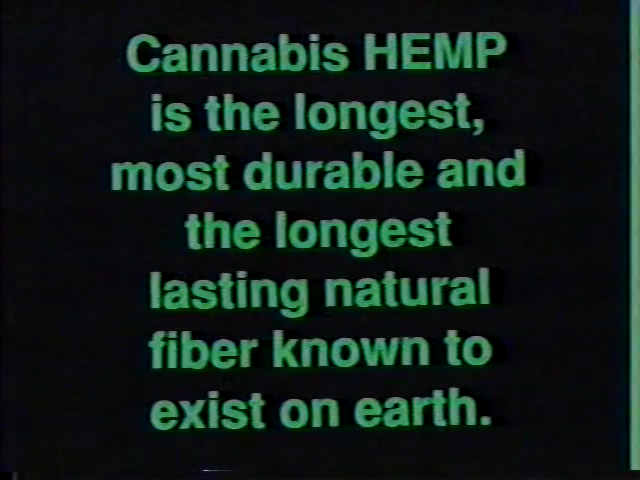 Cannabis HEMP
is the longest,
most durable and
the longest
lasting natural
fiber known to
exist on earth.